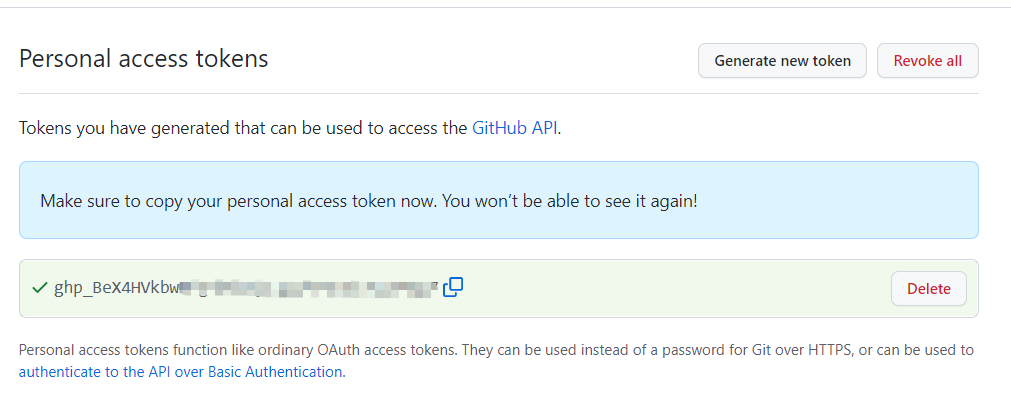 Personal access tokens
Generate new token
Revoke all
Tokens you have generated that can be used to access the GitHub API.
Make sure to copy your personal access token now. You won’t be able to see it again!
ghp_BeX4HVkbw
Delete
Personal access tokens function like ordinary OAuth access tokens. They can be used instead of a password for Git over HTTPS, or can be used to
authenticate to the API over Basic Authentication.